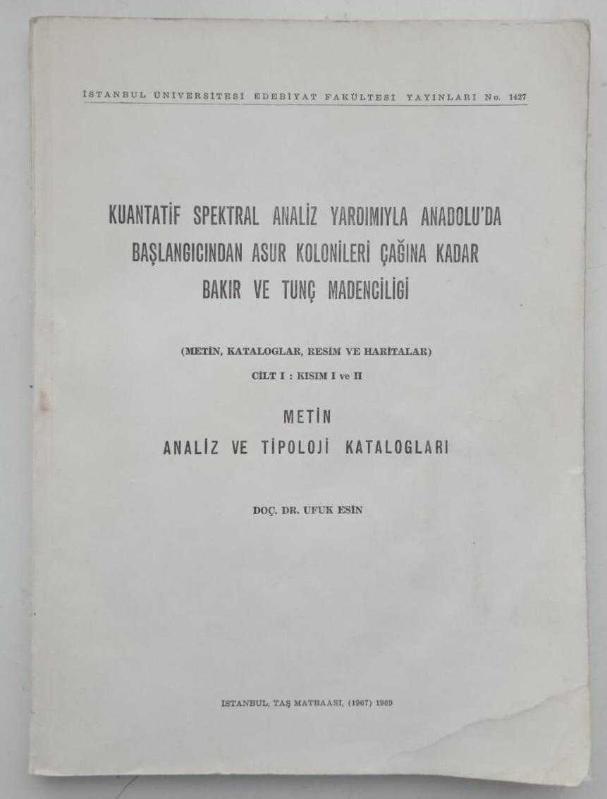 İSTANBUL ÜNİVERSİTESİ EDEBİYAT FAKÜLTESİ YAYINLARI No. 1427
KUANTATİF SPEKTRAL ANALİZ YARDIMIYLA ANADOLU'DA
BAŞLANGICINDAN ASUR KOLONİLERİ ÇAĞINA KADAR
BAKIR VE TUNÇ MADENCİLİĞİ
(METİN, KATALOGLAR, RESİM VE HARİTALAR)
CİLT I : KISIM I ve II
METİN
ANALİZ VE TİPOLOJİ KATALOGLARI
DOÇ. DR. UFUK ESİN
İSTANBUL, TAŞ MATBAASI, (1967) 1969